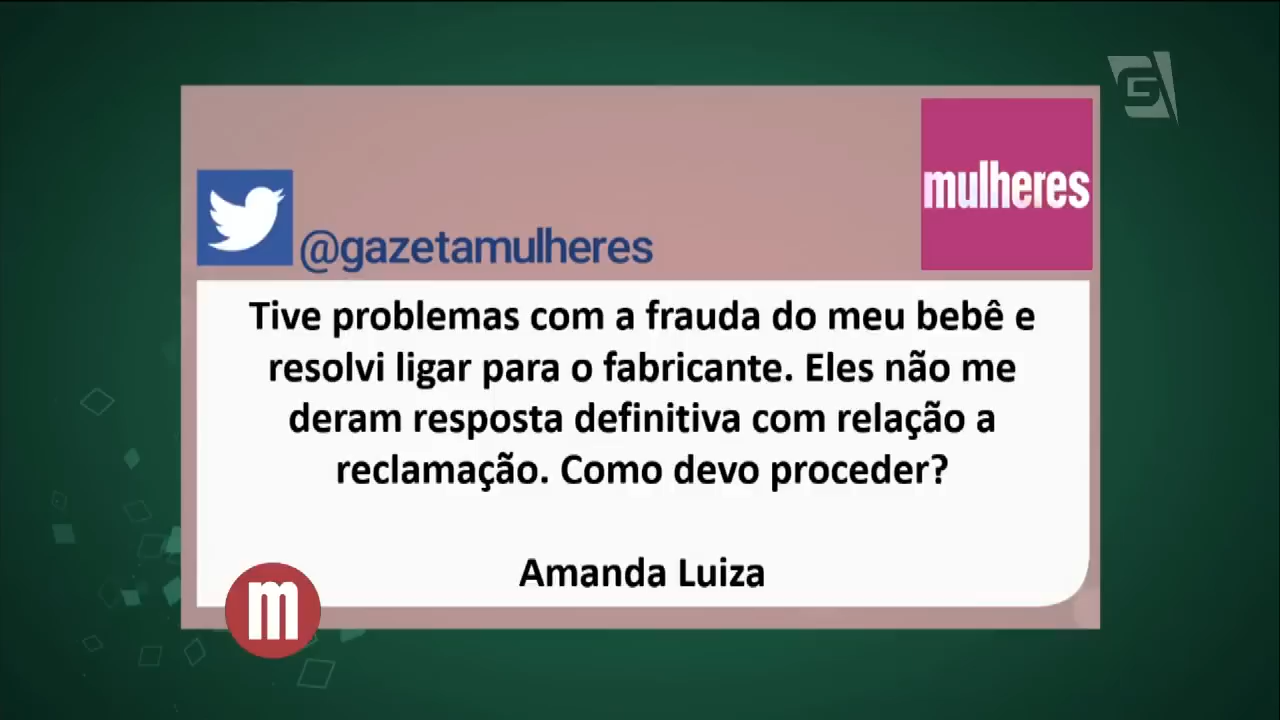 mulheres
@gazetamulheres
Tive problemas com a frauda do meu bebê e
resolvi ligar para o fabricante. Eles não me
deram resposta definitiva com relação a
reclamação. Como devo proceder?
Amanda Luiza
m
G